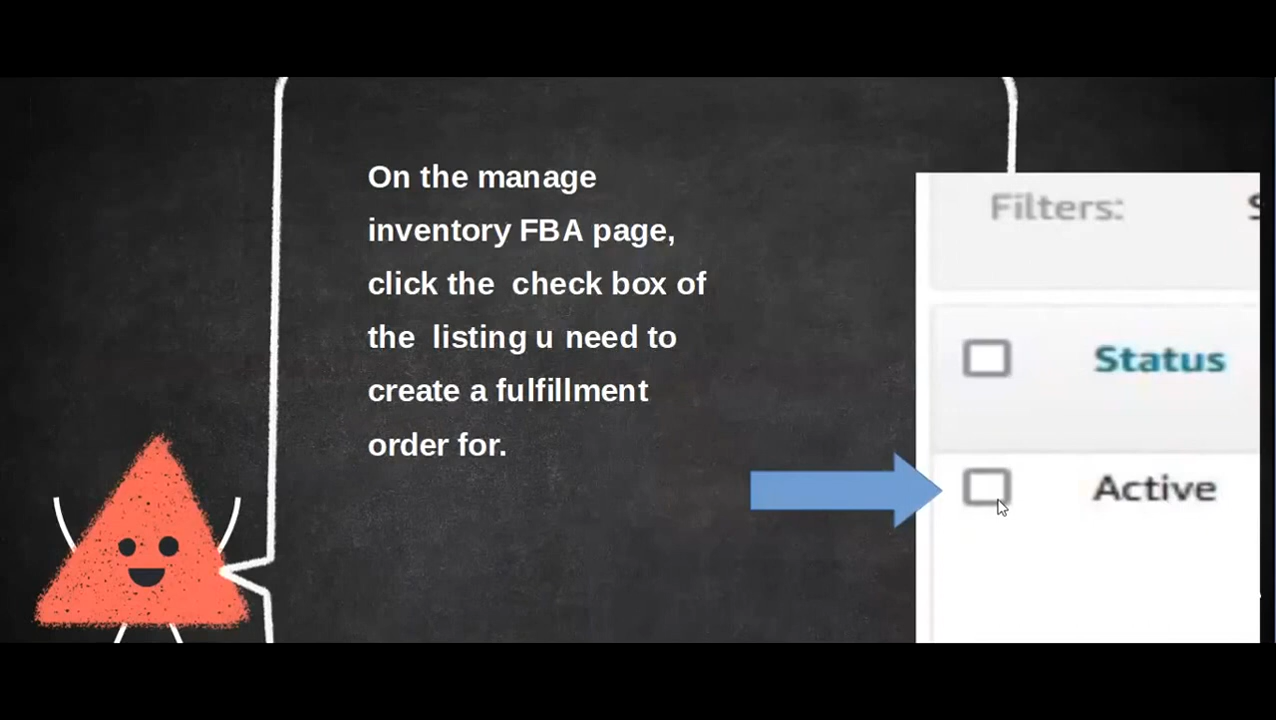 On the manage
inventory FBA page,
click the  check box of
the  listing u need to
create a fulfillment
order for.
Filters:
Status
Active